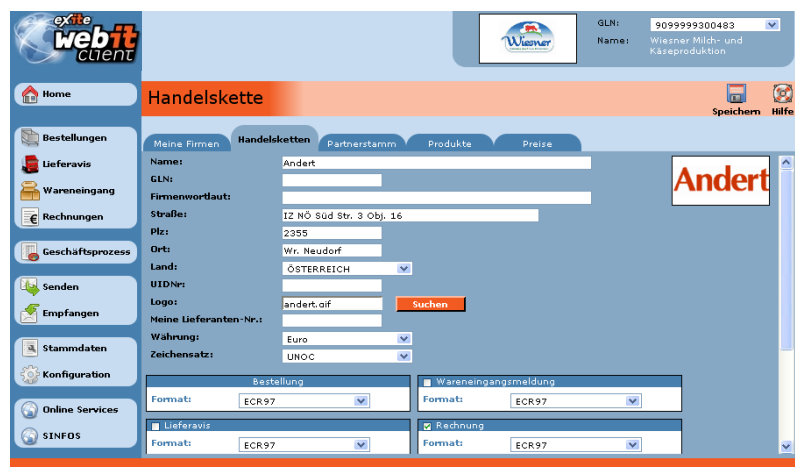 exite
webit
CLIENT
Wiesner
GLN: 9099999300483
Name: Wiesner Milch- und
Käseproduktion
Home
Bestellungen
Lieferavis
Wareneingang
Rechnungen
Geschäftsprozess
Senden
Empfangen
Stammdaten
Konfiguration
Online Services
SINFOS
Handelskette
Speichern Hilfe
Meine Firmen Handelsketten Partnerstamm Produkte Preise
Name: Andert
GLN:
Firmenwortlaut:
Straße: IZ NÖ Süd Str. 3 Obj. 16
Plz: 2355
Ort: Wr. Neudorf
Land: ÖSTERREICH
UIDNr:
Logo: andert.gif Suchen
Meine Lieferanten-Nr.:
Währung: Euro
Zeichensatz: UNOC
Andert
Bestellung Wareneingangsmeldung
Format: ECR97 Format: ECR97
Lieferavis Rechnung
Format: ECR97 Format: ECR97